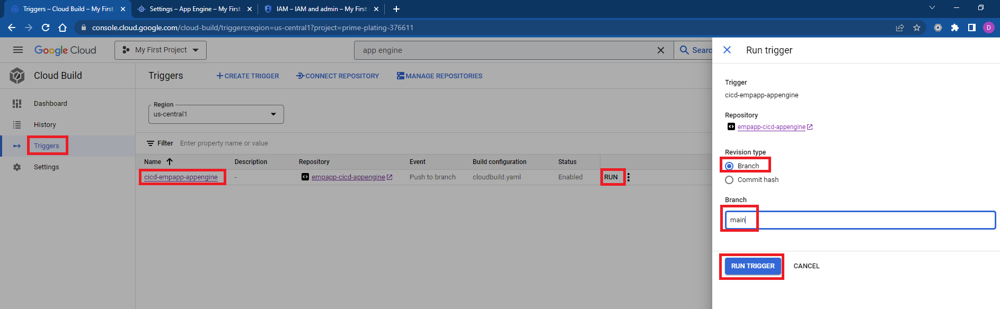 Triggers – Cloud Build – My First
Settings – App Engine – My First
IAM – IAM and admin – My First
console.cloud.google.com/cloud-build/triggers;region=us-central1?project=prime-plating-376611
D
Google Cloud
My First Project
app engine
Searc
Run trigger
Cloud Build
Triggers
CREATE TRIGGER
CONNECT REPOSITORY
MANAGE REPOSITORIES
Dashboard
History
Triggers
Settings
Region
us-central1
Filter Enter property name or value
Name Description Repository Event Build configuration Status
cicd-empapp-appengine - empapp-cicd-appengine Push to branch cloudbuild.yaml Enabled RUN
Trigger
cicd-empapp-appengine
Repository
empapp-cicd-appengine
Revision type
Branch
Commit hash
Branch
main
RUN TRIGGER CANCEL